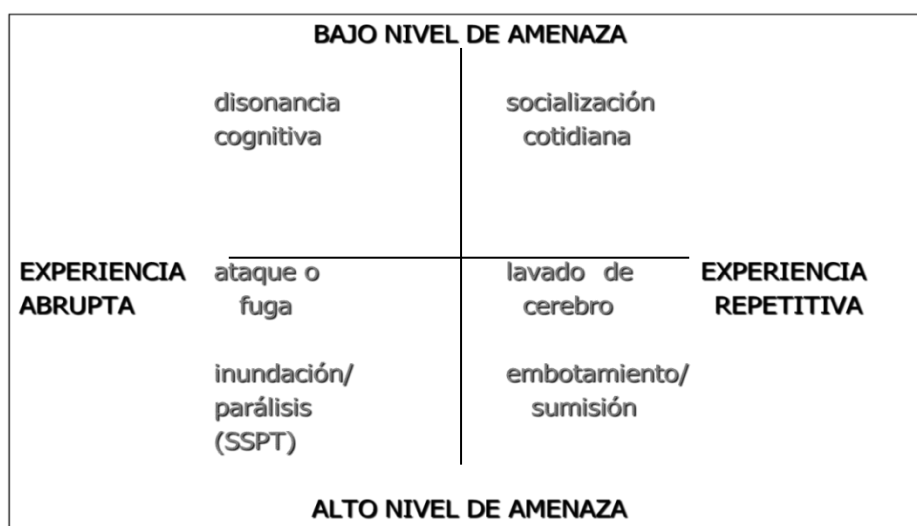 BAJO NIVEL DE AMENAZA
disonancia
cognitiva
socialización
cotidiana
EXPERIENCIA
ABRUPTA
ataque o
fuga
lavado de
cerebro
EXPERIENCIA
REPETITIVA
inundación/
parálisis
(SSPT)
embotamiento/
sumisión
ALTO NIVEL DE AMENAZA